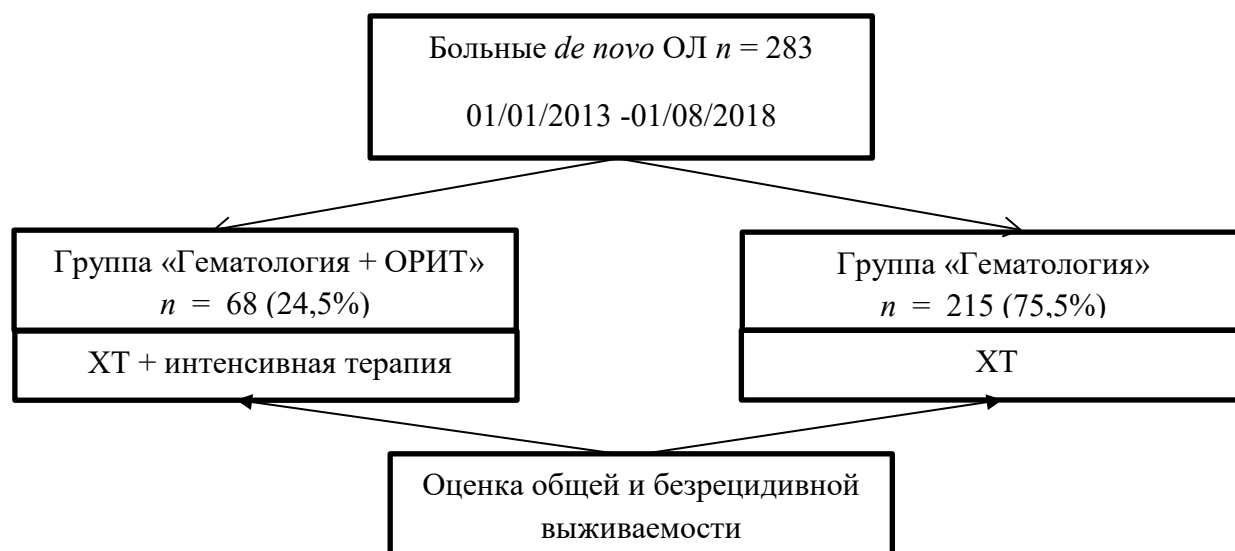 Больные de novo ОЛ n = 283
01/01/2013 -01/08/2018
Группа «Гематология + ОРИТ»
n = 68 (24,5%)
ХТ + интенсивная терапия
Группа «Гематология»
n = 215 (75,5%)
ХТ
Оценка общей и безрецидивной
выживаемости